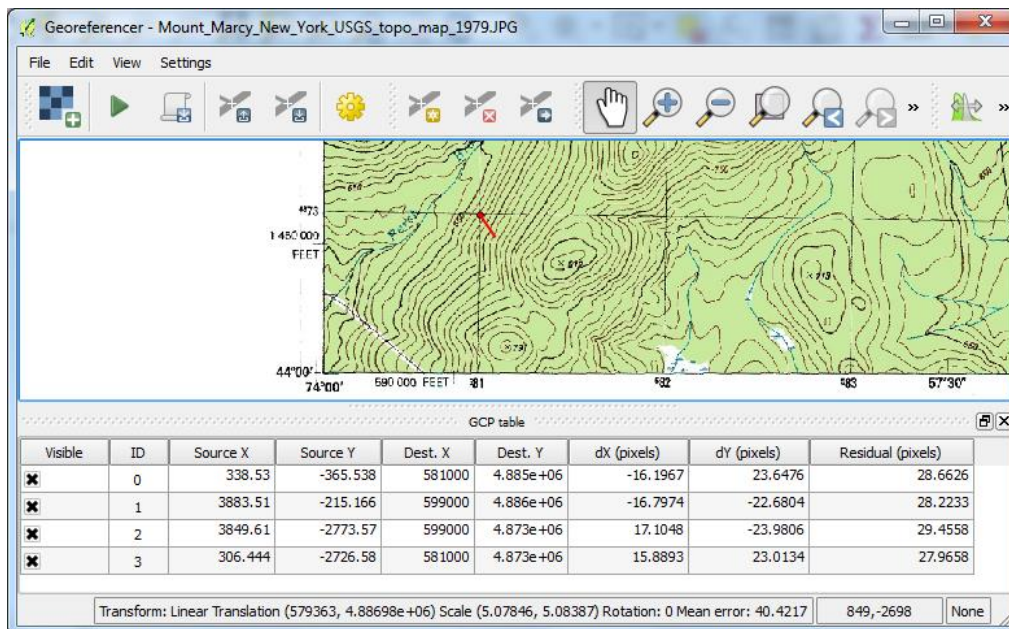 Georeferencer - Mount_Marcy_New_York_USGS_topo_map_1979.JPG
File Edit View Settings
» »
4873
1 450 000
FEET
44°00'
74°00'
590 000 FEET
581
582
583
57'30"
GCP table
Visible ID Source X Source Y Dest. X Dest. Y dX (pixels) dY (pixels) Residual (pixels)
0 338.53 -365.538 581000 4.885e+06 -16.1967 23.6476 28.6626
1 3883.51 -215.166 599000 4.886e+06 -16.7974 -22.6804 28.2233
2 3849.61 -2773.57 599000 4.873e+06 17.1048 -23.9806 29.4558
3 306.444 -2726.58 581000 4.873e+06 15.8893 23.0134 27.9658
Transform: Linear Translation (579363, 4.88698e+06) Scale (5.07846, 5.08387) Rotation: 0 Mean error: 40.4217 849,-2698 None